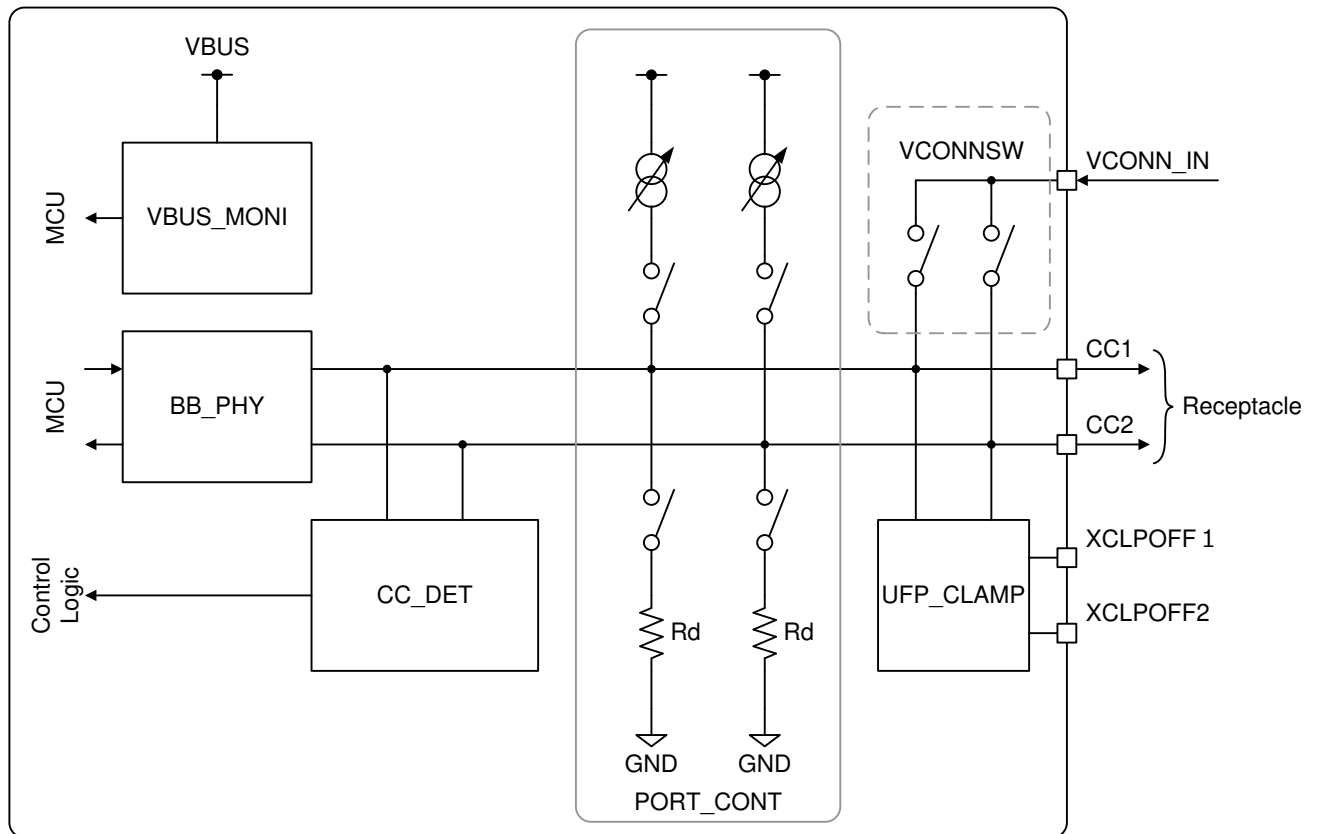 VBUS
VCONNSW
VCONN_IN
MCU
VBUS_MONI
CC1
MCU
BB_PHY
Receptacle
CC2
XCLPOFF 1
Control
Logic
CC_DET
UFP_CLAMP
XCLPOFF2
Rd
Rd
GND
GND
PORT_CONT